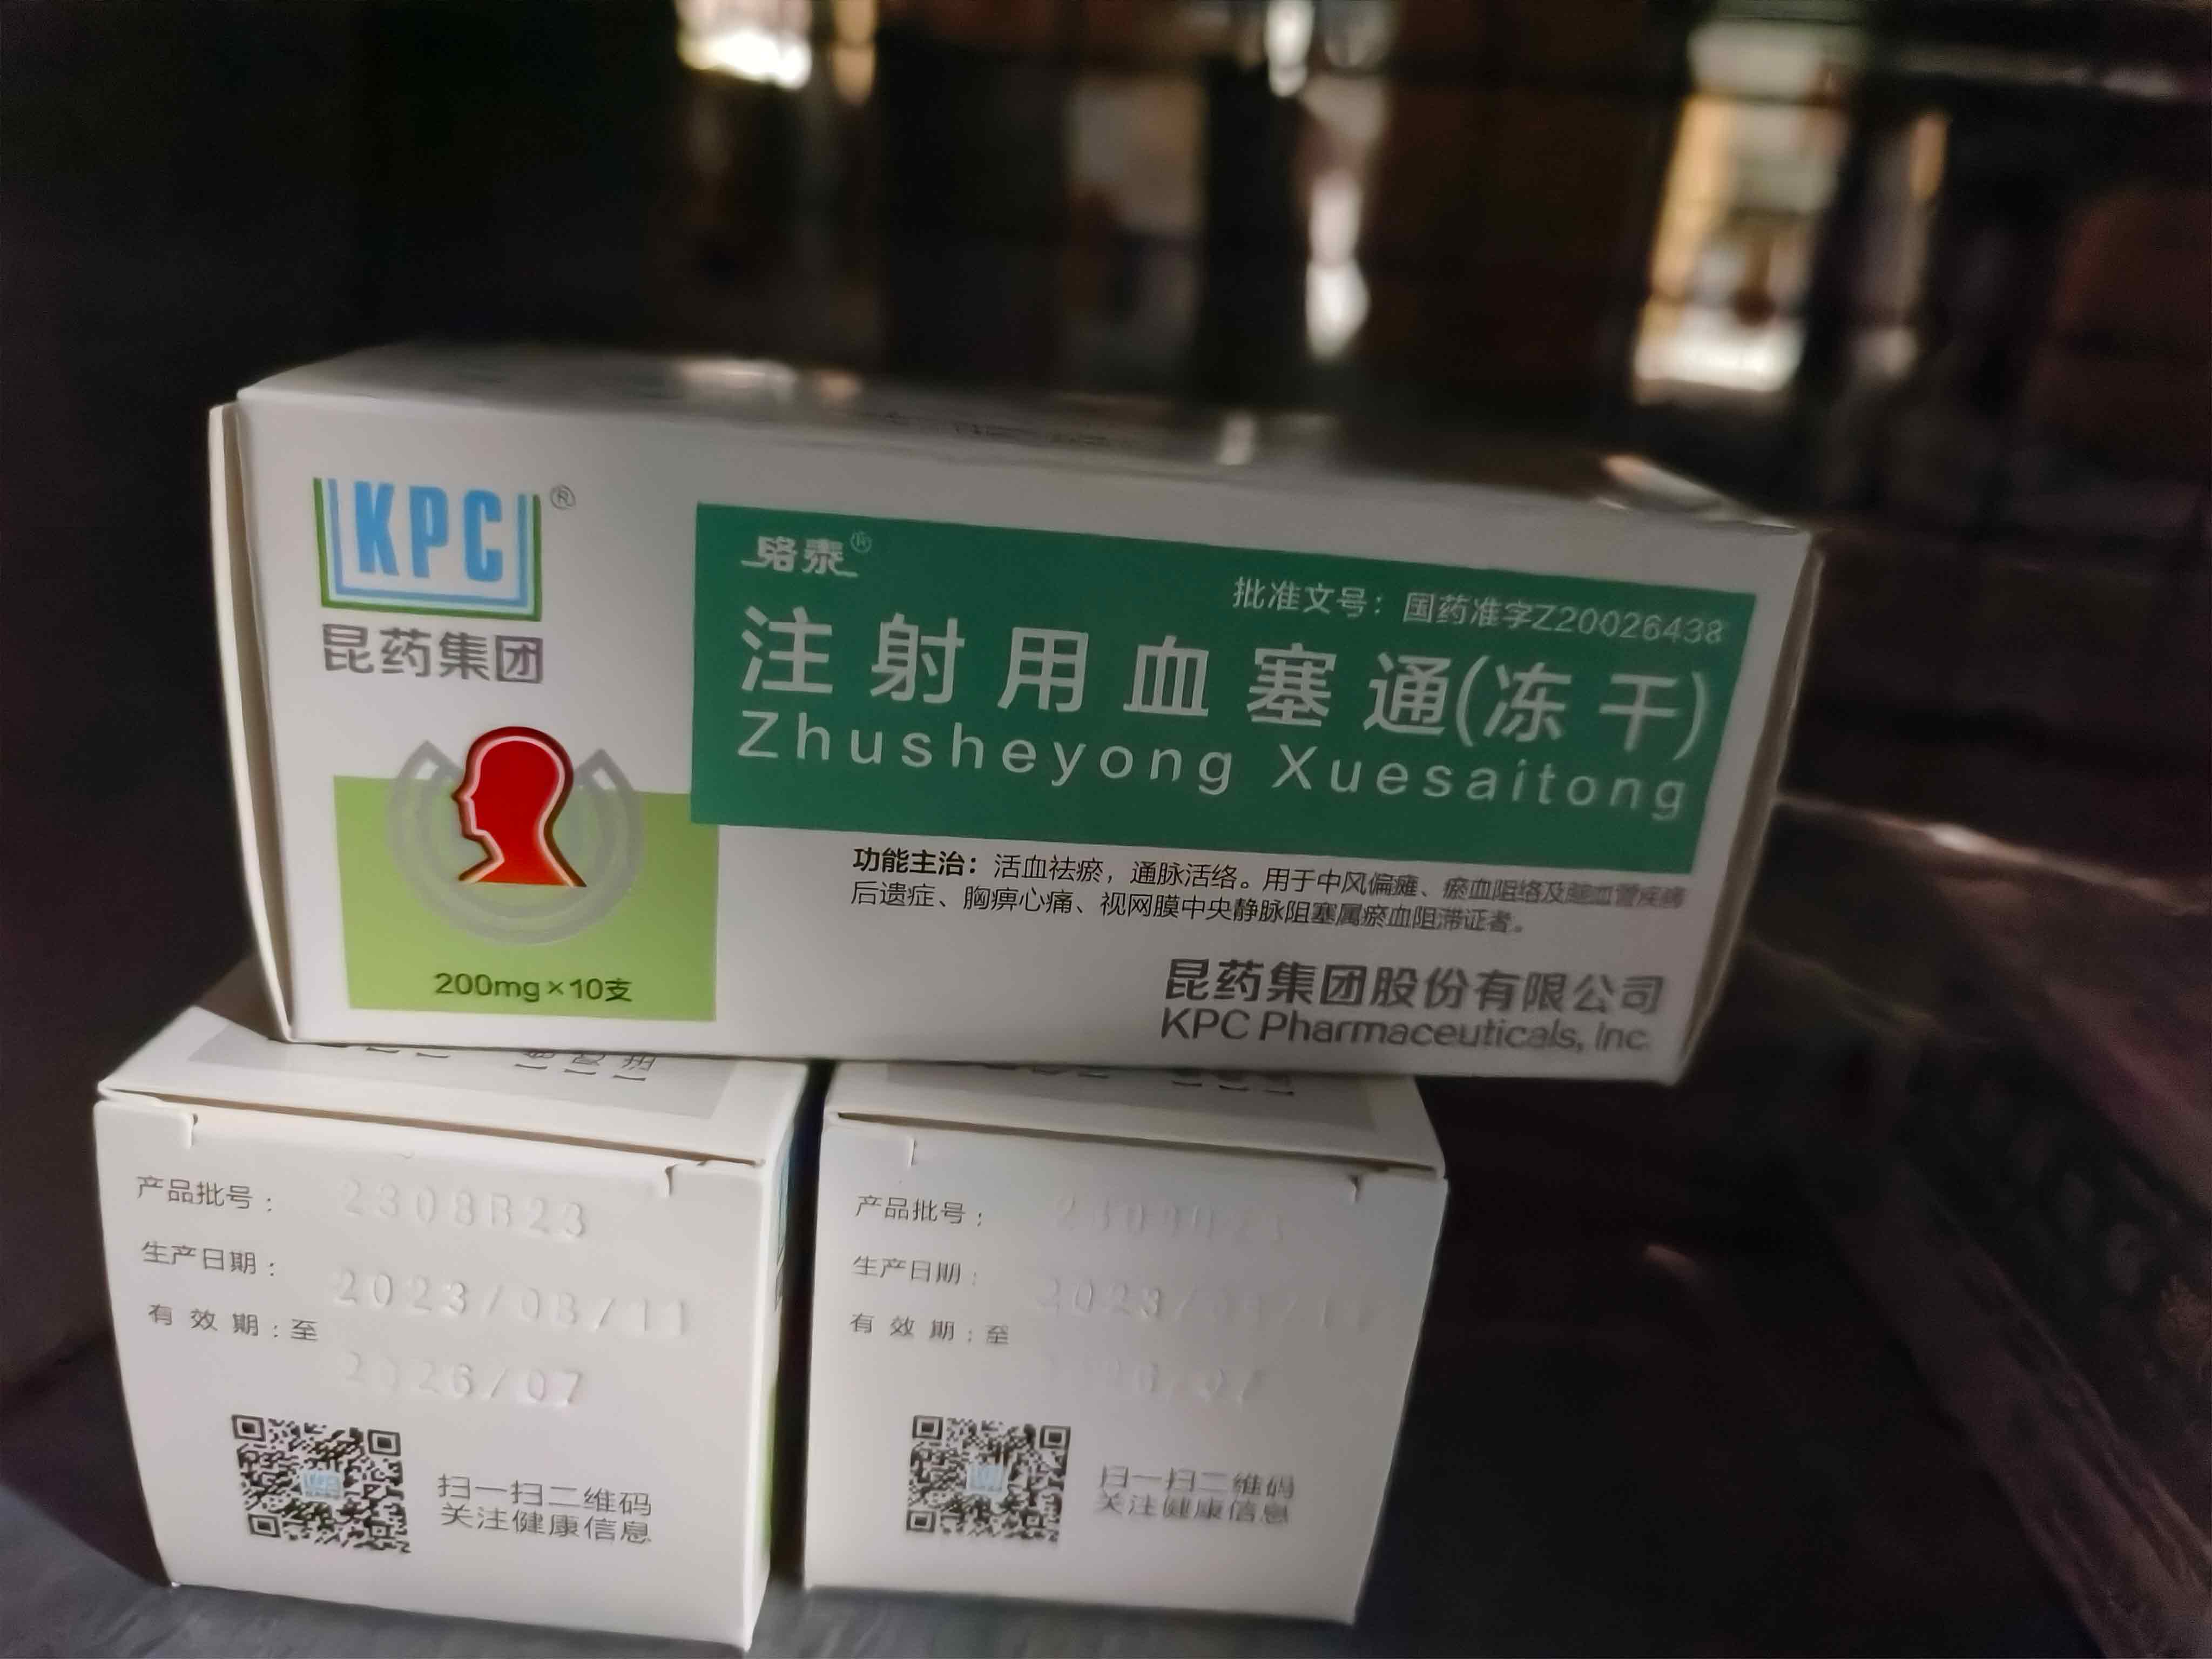 KPC®
昆药集团
络泰®
批准文号：国药准字Z20026438
注射用血塞通(冻干)
Zhusheyong Xuesaitong
功能主治：活血祛瘀，通脉活络。用于中风偏瘫、瘀血阻络及脑血管疾病
后遗症、胸痹心痛、视网膜中央静脉阻塞属瘀血阻滞证者。
200mg×10支
昆药集团股份有限公司
KPC Pharmaceuticals, Inc.
产品批号：2308B23
生产日期：2023/08/11
有效期：至
2026/07
扫一扫二维码
关注健康信息
产品批号：
生产日期：
有效期：至
扫一扫二维码
关注健康信息